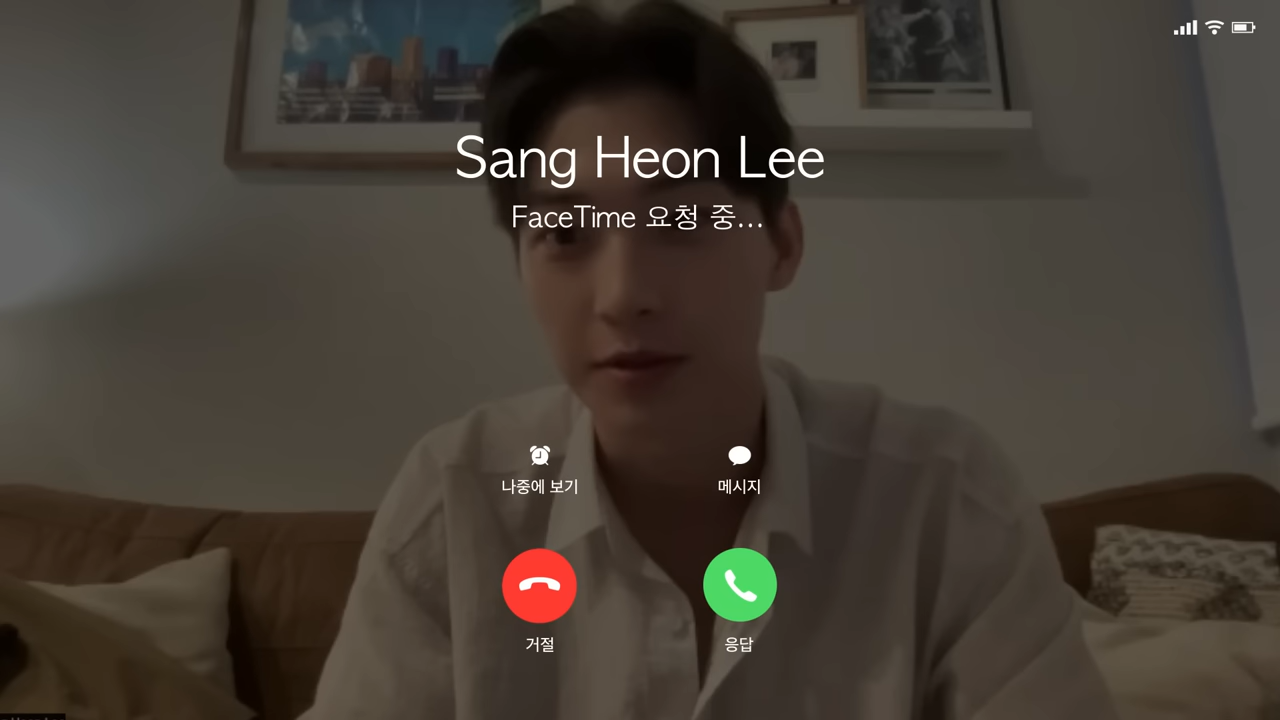 Sang Heon Lee
FaceTime 요청 중...
나중에 보기
메시지
거절
응답